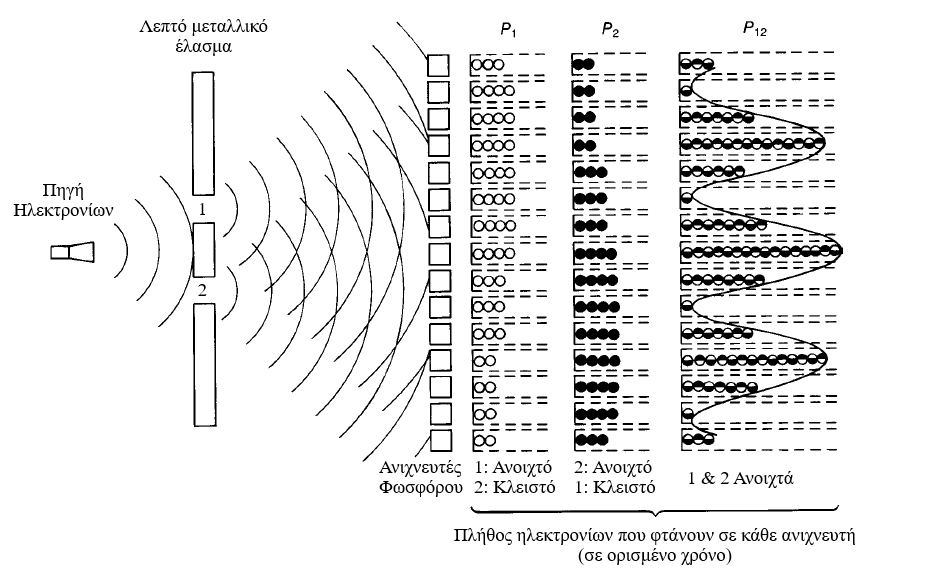 Λεπτό μεταλλικό
έλασμα
P₁
P₂
P₁₂
Πηγή
Ηλεκτρονίων
1
2
Ανιχνευτές
Φωσφόρου
1: Ανοιχτό
2: Κλειστό
2: Ανοιχτό
1: Κλειστό
1 & 2 Ανοιχτά
Πλήθος ηλεκτρονίων που φτάνουν σε κάθε ανιχνευτή
(σε ορισμένο χρόνο)